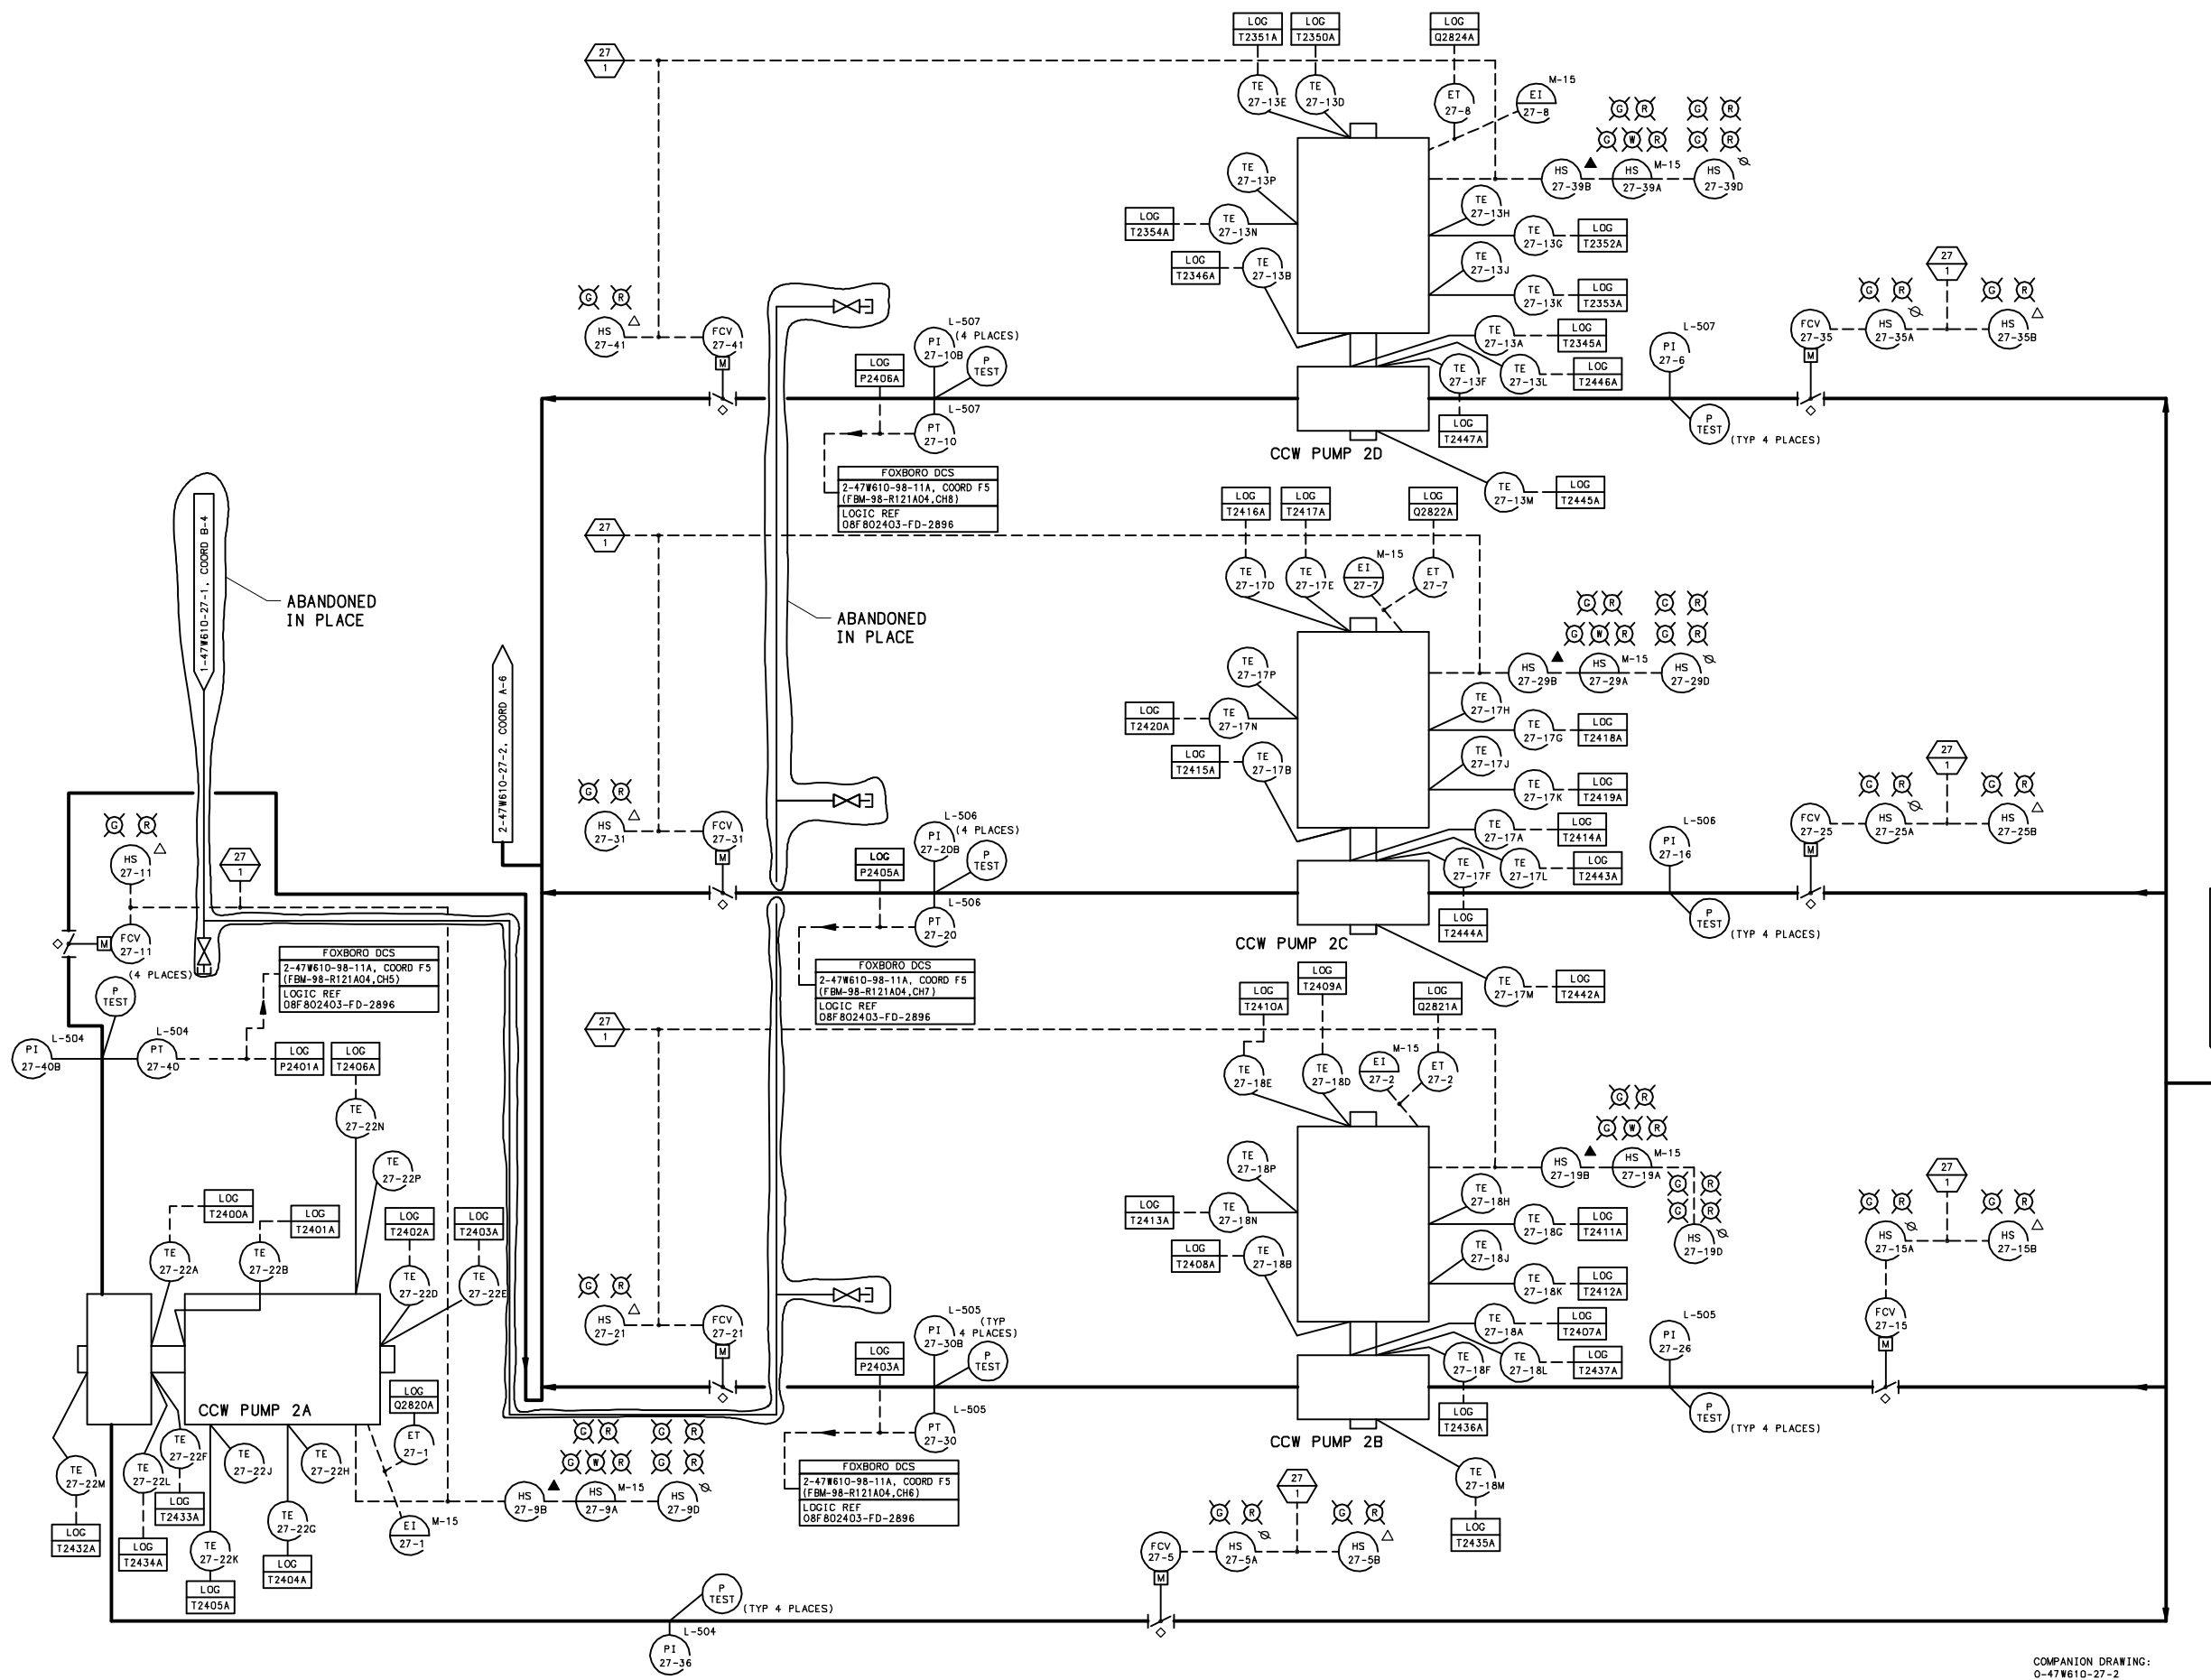 LOG
T2351A
LOG
T2350A
LOG
Q2824A
27
1
TE
27-13E
TE
27-13D
ET
27-8
EI
27-8
M-15
G R G R
G W R G R
TE
27-13P
HS
27-39B
HS
27-39A
M-15
HS
27-39D
LOG
T2354A
TE
27-13N
TE
27-13H
TE
27-13G
LOG
T2352A
LOG
T2346A
TE
27-13B
TE
27-13J
TE
27-13K
LOG
T2353A
27
1
G R
G R
G R
HS
27-41
FCV
27-41
M
L-507
(4 PLACES)
PI
27-10B
P
TEST
LOG
P2406A
L-507
PT
27-10
TE
27-13A
LOG
T2345A
TE
27-13F
TE
27-13L
LOG
T2446A
LOG
T2447A
L-507
PI
27-6
P
TEST
(TYP 4 PLACES)
FCV
27-35
M
HS
27-35A
HS
27-35B
CCW PUMP 2D
FOXBORO DCS
2-47W610-98-11A, COORD F5
(FBM-98-R121A04,CH8)
LOGIC REF
08F802403-FD-2896
TE
27-13M
LOG
T2445A
1-47W610-27-1, COORD B-4
ABANDONED
IN PLACE
27
1
LOG
T2416A
LOG
T2417A
LOG
Q2822A
TE
27-17D
TE
27-17E
EI
27-7
M-15
ET
27-7
ABANDONED
IN PLACE
G R G R
G W R G R
2-47W610-27-2, COORD A-6
TE
27-17P
HS
27-29B
HS
27-29A
M-15
HS
27-29D
LOG
T2420A
TE
27-17N
TE
27-17H
TE
27-17G
LOG
T2418A
LOG
T2415A
TE
27-17B
TE
27-17J
TE
27-17K
LOG
T2419A
27
1
G R
G R
G R
HS
27-31
FCV
27-31
M
L-506
(4 PLACES)
PI
27-20B
P
TEST
LOG
P2405A
L-506
PT
27-20
TE
27-17A
LOG
T2414A
TE
27-17F
TE
27-17L
LOG
T2443A
LOG
T2444A
L-506
PI
27-16
P
TEST
(TYP 4 PLACES)
FCV
27-25
M
HS
27-25A
HS
27-25B
G R
HS
27-11
27
1
M
FCV
27-11
(4 PLACES)
P
TEST
FOXBORO DCS
2-47W610-98-11A, COORD F5
(FBM-98-R121A04,CH5)
LOGIC REF
08F802403-FD-2896
CCW PUMP 2C
FOXBORO DCS
2-47W610-98-11A, COORD F5
(FBM-98-R121A04,CH7)
LOGIC REF
08F802403-FD-2896
TE
27-17M
LOG
T2442A
L-504
PI
27-40B
L-504
PT
27-40
LOG
P2401A
LOG
T2406A
27
1
LOG
T2410A
LOG
T2409A
LOG
Q2821A
TE
27-18E
TE
27-18D
EI
27-2
M-15
ET
27-2
G R
G W R
TE
27-22N
TE
27-22P
TE
27-18P
HS
27-19B
HS
27-19A
M-15
G R
G R
HS
27-19D
LOG
T2413A
TE
27-18N
TE
27-18H
TE
27-18G
LOG
T2411A
LOG
T2408A
TE
27-18B
TE
27-18J
TE
27-18K
LOG
T2412A
27
1
G R
G R
HS
27-15A
HS
27-15B
FCV
27-15
M
LOG
T2400A
LOG
T2401A
LOG
T2402A
LOG
T2403A
TE
27-22A
TE
27-22B
TE
27-22D
TE
27-22E
G R
HS
27-21
FCV
27-21
M
L-505
(TYP
4 PLACES)
PI
27-30B
P
TEST
LOG
P2403A
L-505
PT
27-30
TE
27-18A
LOG
T2407A
TE
27-18F
TE
27-18L
LOG
T2437A
LOG
T2436A
L-505
PI
27-26
P
TEST
(TYP 4 PLACES)
CCW PUMP 2A
LOG
Q2820A
ET
27-1
CCW PUMP 2B
FOXBORO DCS
2-47W610-98-11A, COORD F5
(FBM-98-R121A04,CH6)
LOGIC REF
08F802403-FD-2896
TE
27-18M
LOG
T2435A
G R G R
G W R G R
HS
27-9B
HS
27-9A
M-15
HS
27-9D
EI
27-1
M-15
TE
27-22M
TE
27-22L
TE
27-22F
TE
27-22J
TE
27-22H
LOG
T2432A
LOG
T2434A
LOG
T2433A
TE
27-22K
LOG
T2405A
TE
27-22G
LOG
T2404A
27
1
G R
G R
FCV
27-5
M
HS
27-5A
HS
27-5B
P
TEST
(TYP 4 PLACES)
L-504
PI
27-36
COMPANION DRAWING:
0-47W610-27-2